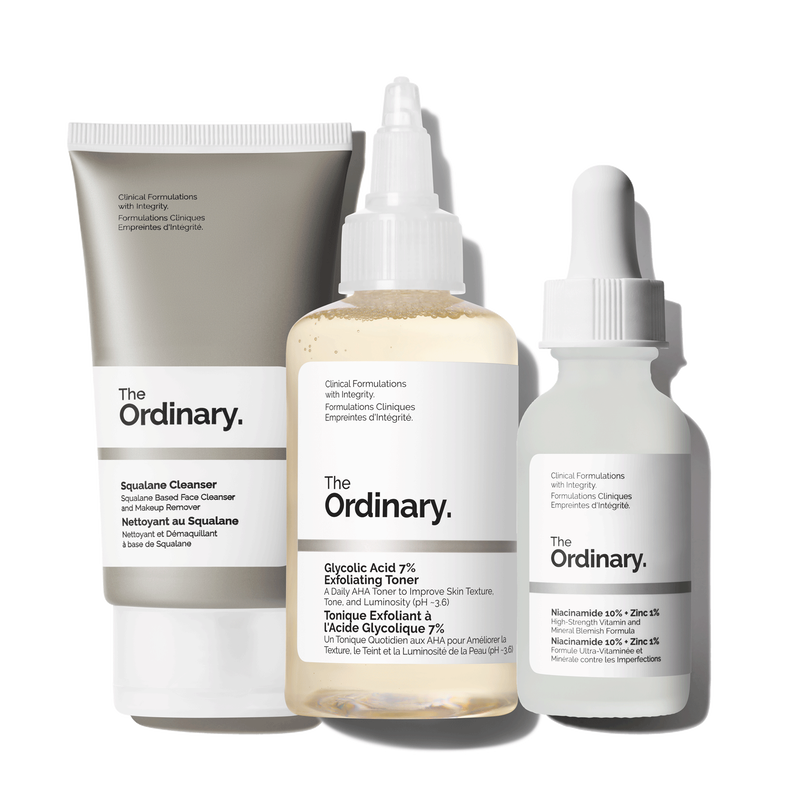 Clinical Formulations
with Integrity.
Formulations Cliniques
Empreintes d'Intégrité.
The
Ordinary.
Squalane Cleanser
Squalane Based Face Cleanser
and Makeup Remover
Nettoyant au Squalane
Nettoyant et Démaquillant
à base de Squalane
Clinical Formulations
with Integrity.
Formulations Cliniques
Empreintes d'Intégrité.
The
Ordinary.
Glycolic Acid 7%
Exfoliating Toner
A Daily AHA Toner to Improve Skin Texture,
Tone, and Luminosity (pH ~3.6)
Tonique Exfoliant à
l'Acide Glycolique 7%
Un Tonique Quotidien aux AHA pour Améliorer la
Texture, le Teint et la Luminosité de la Peau (pH ~3.6)
Clinical Formulations
with Integrity.
Formulations Cliniques
Empreintes d'Intégrité.
The
Ordinary.
Niacinamide 10% + Zinc 1%
High-Strength Vitamin and
Mineral Blemish Formula
Niacinamide 10% + Zinc 1%
Formule Ultra-Vitaminée et
Minérale contre les Imperfections